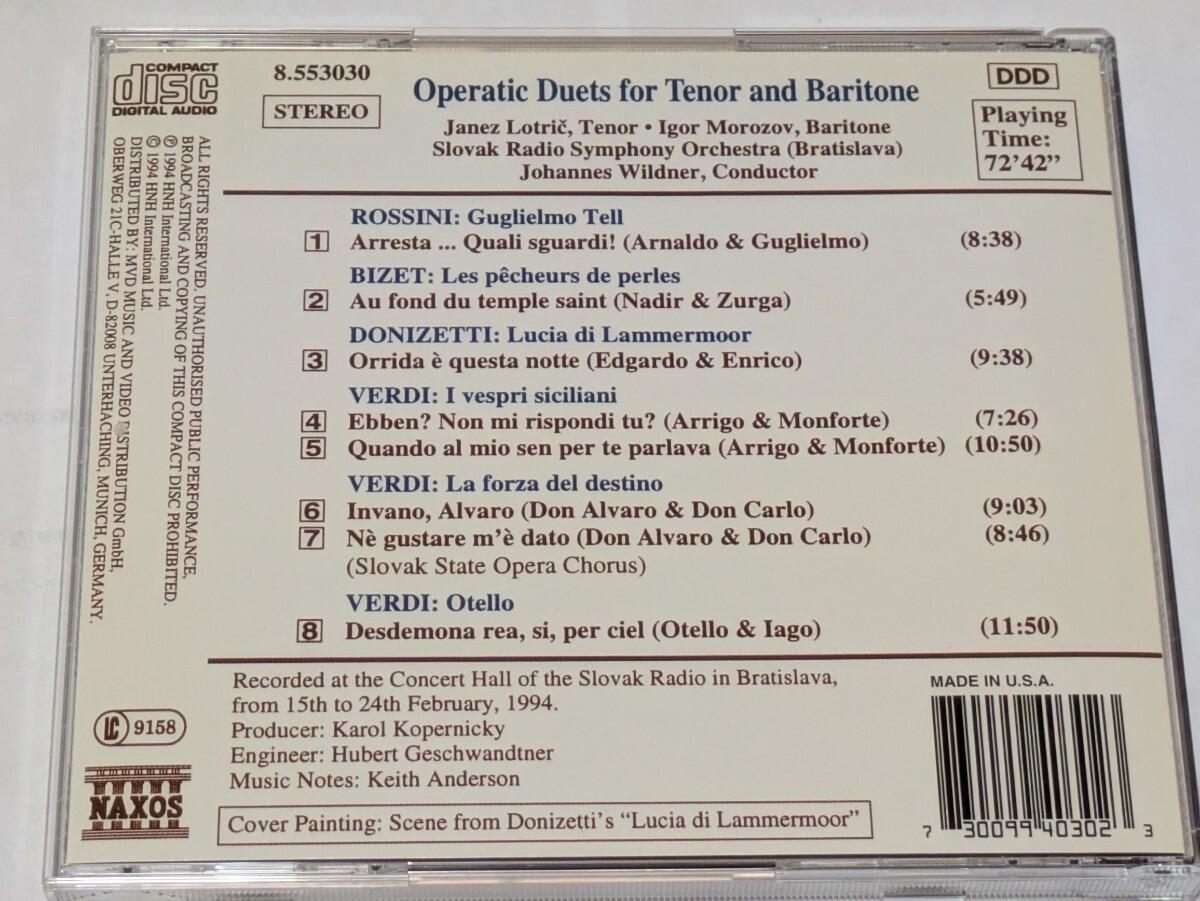 COMPACT
disc
DIGITAL AUDIO
8.553030
STEREO
Operatic Duets for Tenor and Baritone
Janez Lotrič, Tenor • Igor Morozov, Baritone
Slovak Radio Symphony Orchestra (Bratislava)
Johannes Wildner, Conductor
DDD
Playing
Time:
72’42”
ROSSINI: Guglielmo Tell
1 Arresta ... Quali sguardi! (Arnaldo & Guglielmo) (8:38)
BIZET: Les pêcheurs de perles
2 Au fond du temple saint (Nadir & Zurga) (5:49)
DONIZETTI: Lucia di Lammermoor
3 Orrida è questa notte (Edgardo & Enrico) (9:38)
VERDI: I vespri siciliani
4 Ebben? Non mi rispondi tu? (Arrigo & Monforte) (7:26)
5 Quando al mio sen per te parlava (Arrigo & Monforte) (10:50)
VERDI: La forza del destino
6 Invano, Alvaro (Don Alvaro & Don Carlo) (9:03)
7 Nè gustare m’è dato (Don Alvaro & Don Carlo) (8:46)
(Slovak State Opera Chorus)
VERDI: Otello
8 Desdemona rea, si, per ciel (Otello & Iago) (11:50)
Recorded at the Concert Hall of the Slovak Radio in Bratislava,
from 15th to 24th February, 1994.
Producer: Karol Kopernicky
Engineer: Hubert Geschwandtner
Music Notes: Keith Anderson
Cover Painting: Scene from Donizetti’s “Lucia di Lammermoor”
MADE IN U.S.A.
7 30099 40302 3
ALL RIGHTS RESERVED. UNAUTHORISED PUBLIC PERFORMANCE,
BROADCASTING AND COPYING OF THIS COMPACT DISC PROHIBITED.
℗ 1994 HNH International Ltd.
© 1994 HNH International Ltd.
DISTRIBUTED BY: MVD MUSIC AND VIDEO DISTRIBUTION GmbH,
OBERWEG 21C-HALLE V, D-82008 UNTERHACHING, MUNICH, GERMANY.
LC 9158
NAXOS